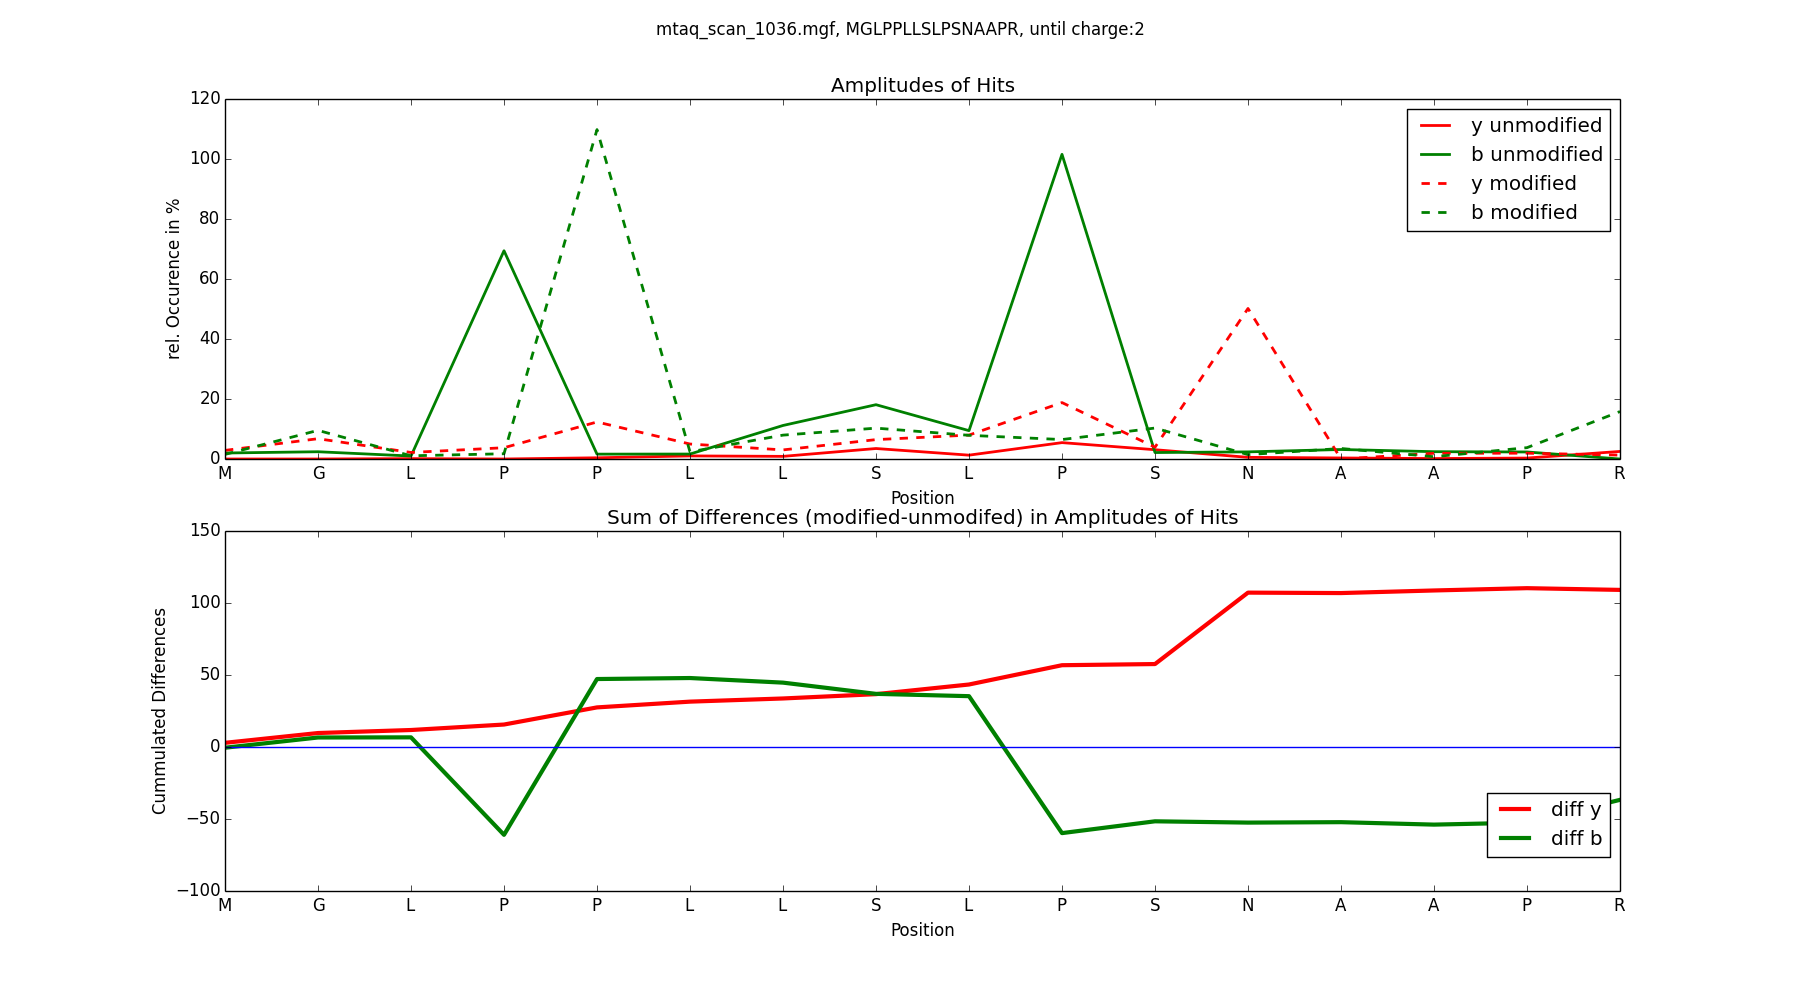 mtaq_scan_1036.mgf, MGLPPLLSLPSNAAPR, until charge:2
Amplitudes of Hits
120
100
80
60
40
20
0
rel. Occurence in %
y unmodified
b unmodified
y modified
b modified
M G L P P L L S L P S N A A P R
Position
Sum of Differences (modified-unmodifed) in Amplitudes of Hits
150
100
50
0
−50
−100
Cummulated Differences
diff y
diff b
M G L P P L L S L P S N A A P R
Position